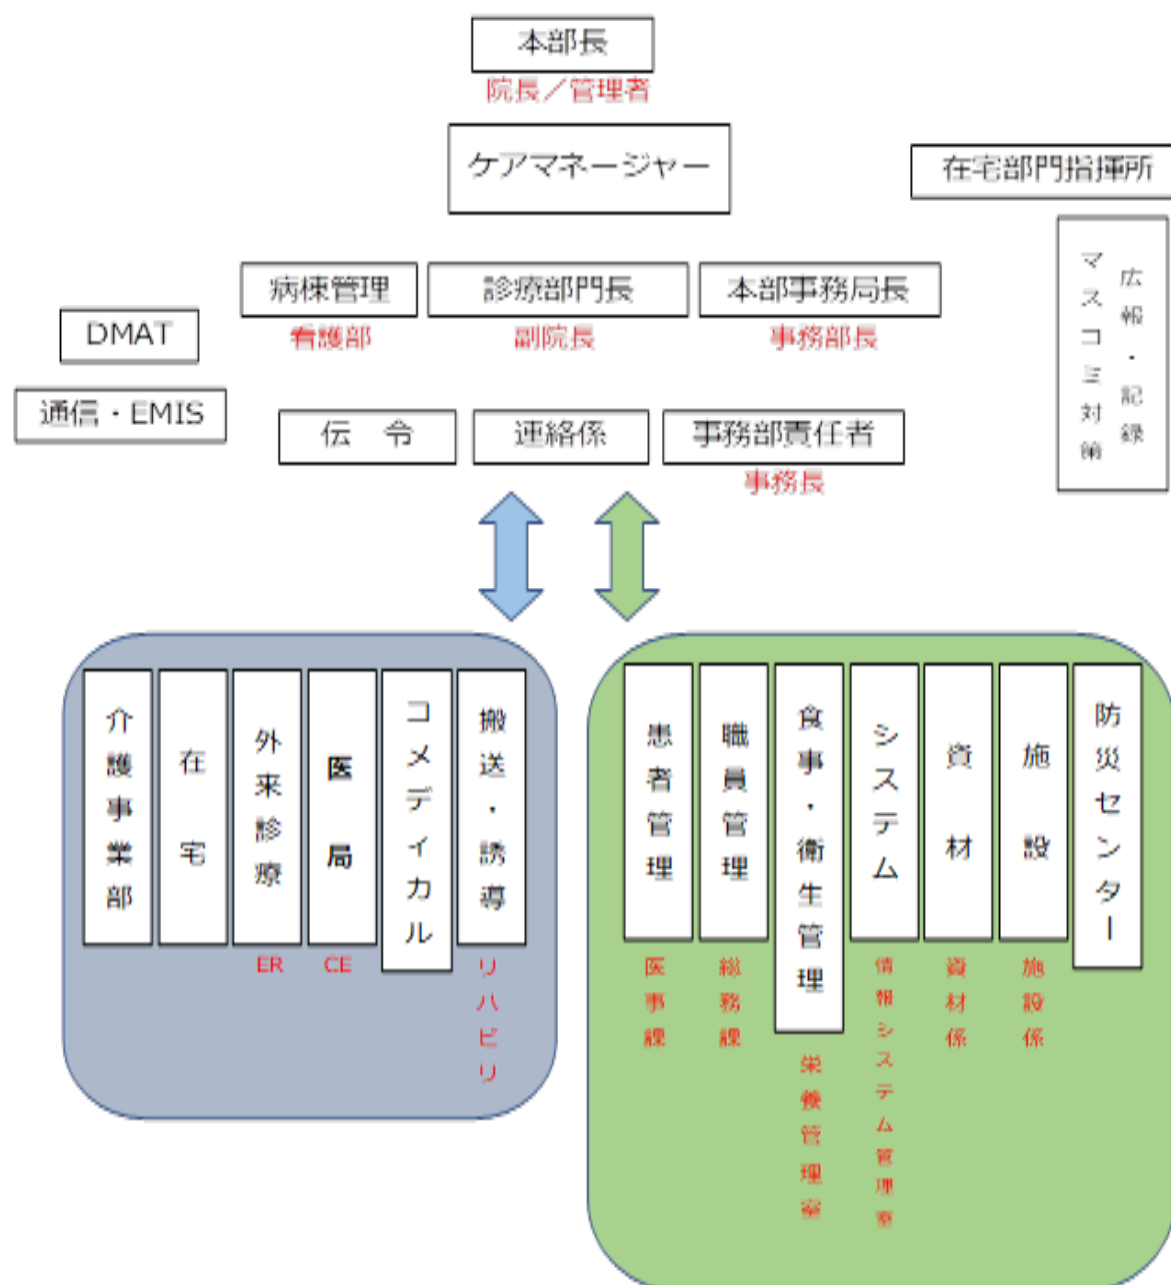 本部長
院長／管理者
ケアマネージャー
在宅部門指揮所
広報・記録
マスコミ対策
病棟管理
看護部
診療部門長
副院長
本部事務局長
事務部長
DMAT
通信・EMIS
伝　令
連絡係
事務部責任者
事務長
介護事業部
在宅
外来診療
ER
医局
CE
コメディカル
搬送・誘導
リハビリ
患者管理
医事課
職員管理
総務課
食事・衛生管理
栄養管理室
システム
情報システム管理室
資材
資材係
施設
施設係
防災センター